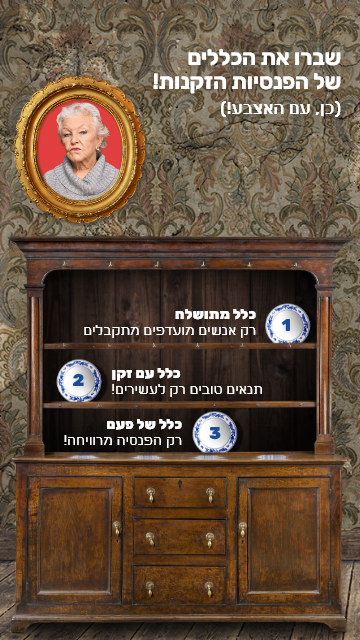 שברו את הכללים
של הפנסיות הזקנות!
(כן, עם האצבע!)
כלל מתושלח
רק אנשים מועדפים מתקבלים
1
כלל עם זקן
תנאים טובים רק לעשירים!
2
כלל של פעם
רק הפנסיה מרוויחה!
3